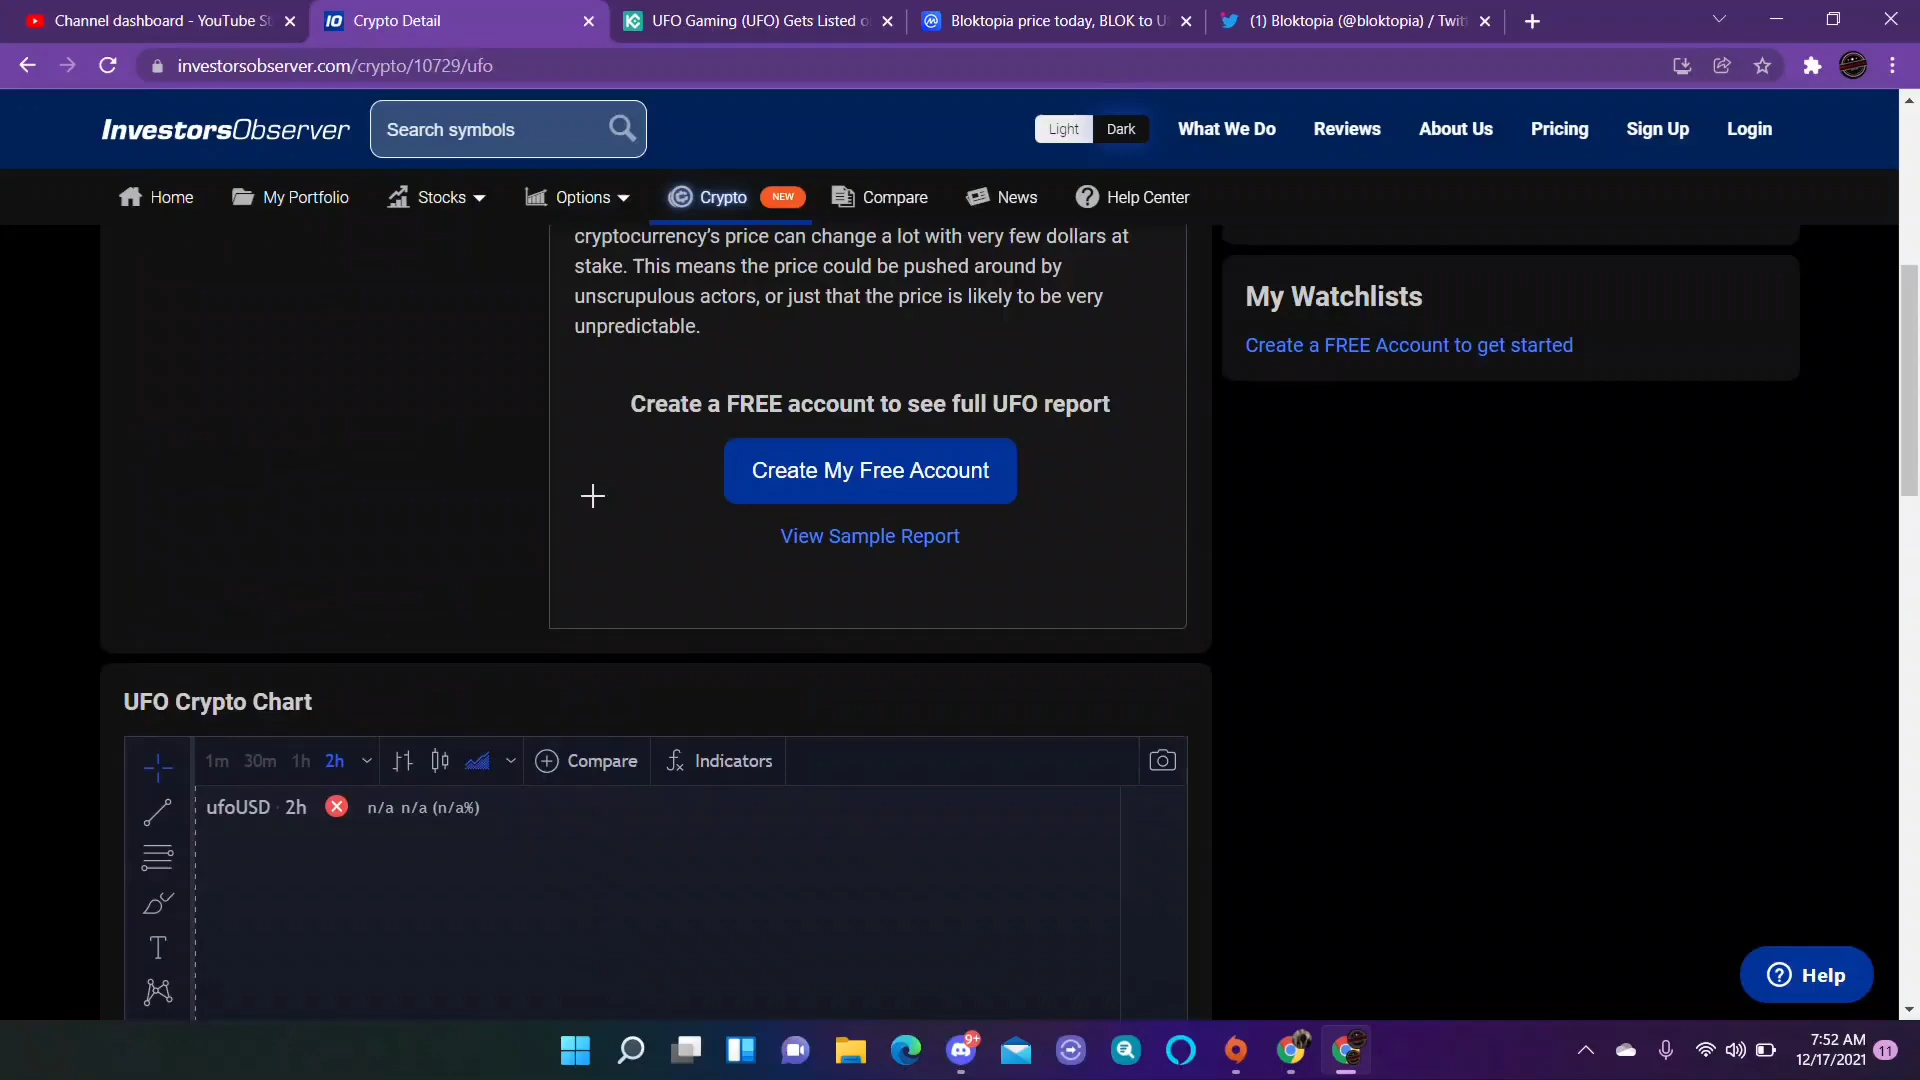 Channel dashboard - YouTube St
Crypto Detail
UFO Gaming (UFO) Gets Listed o
Bloktopia price today, BLOK to U
(1) Bloktopia (@bloktopia) / Twit
investorsobserver.com/crypto/10729/ufo
InvestorsObserver
Search symbols
Light
Dark
What We Do
Reviews
About Us
Pricing
Sign Up
Login
Home
My Portfolio
Stocks
Options
Crypto
NEW
Compare
News
Help Center
cryptocurrency's price can change a lot with very few dollars at
stake. This means the price could be pushed around by
unscrupulous actors, or just that the price is likely to be very
unpredictable.
My Watchlists
Create a FREE Account to get started
Create a FREE account to see full UFO report
Create My Free Account
View Sample Report
UFO Crypto Chart
1m 30m 1h 2h
Compare
Indicators
ufoUSD · 2h
n/a n/a (n/a%)
Help
9+
7:52 AM
12/17/2021
11